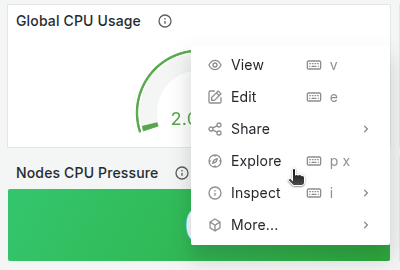 Global CPU Usage
View v
Edit e
2.0
Share
Explore p x
Nodes CPU Pressure
Inspect i
More...